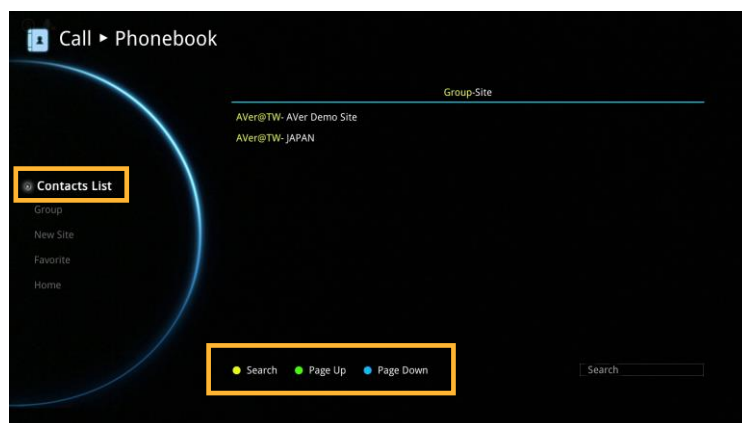 Call ▸ Phonebook
Group-Site
AVer@TW- AVer Demo Site
AVer@TW- JAPAN
Contacts List
Group
New Site
Favorite
Home
Search Page Up Page Down
Search